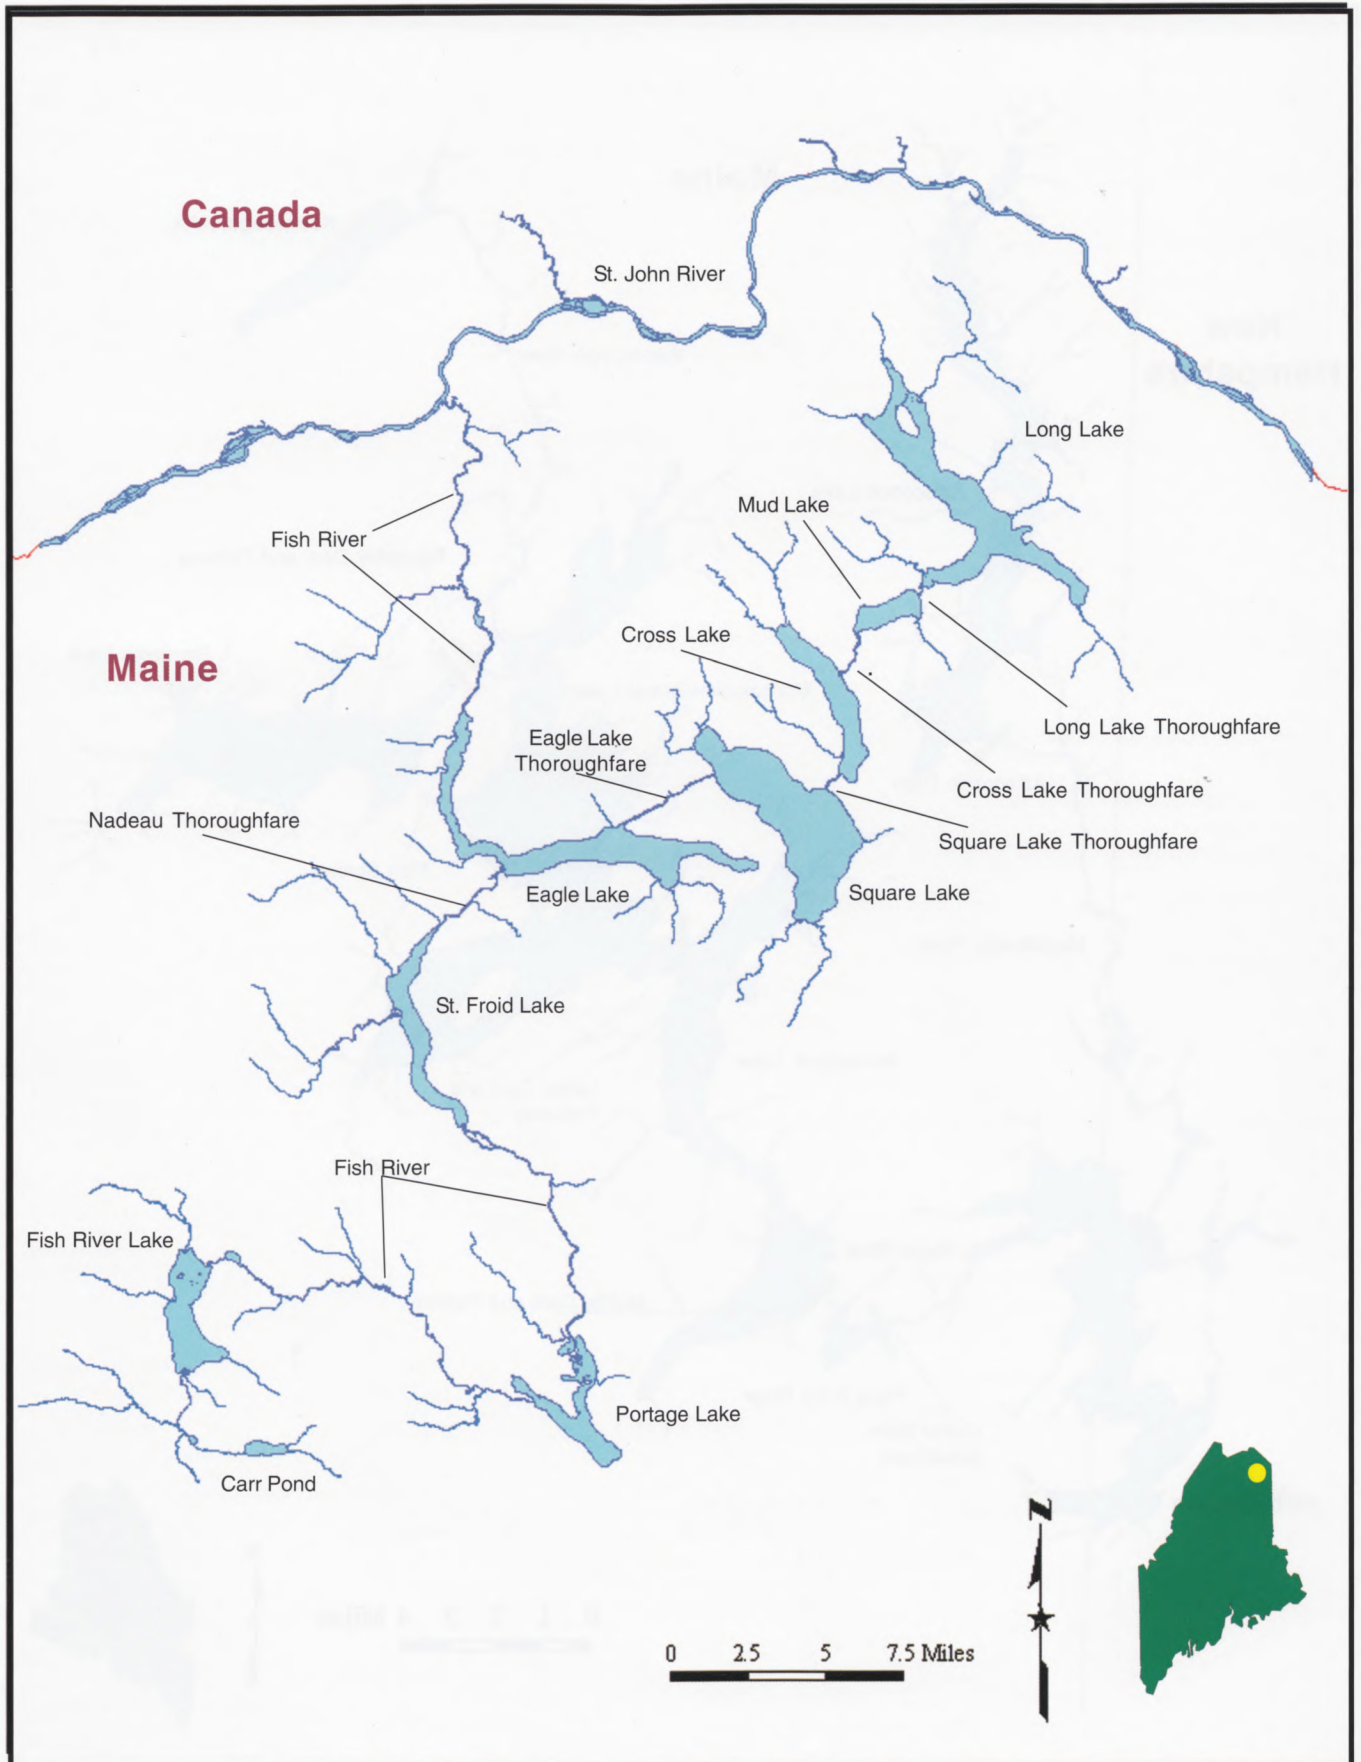 Canada
St. John River
Long Lake
Mud Lake
Fish River
Cross Lake
Maine
Long Lake Thoroughfare
Eagle Lake
Thoroughfare
Cross Lake Thoroughfare
Nadeau Thoroughfare
Square Lake Thoroughfare
Eagle Lake
Square Lake
St. Froid Lake
Fish River
Fish River Lake
Portage Lake
Carr Pond
N
0 2.5 5 7.5 Miles